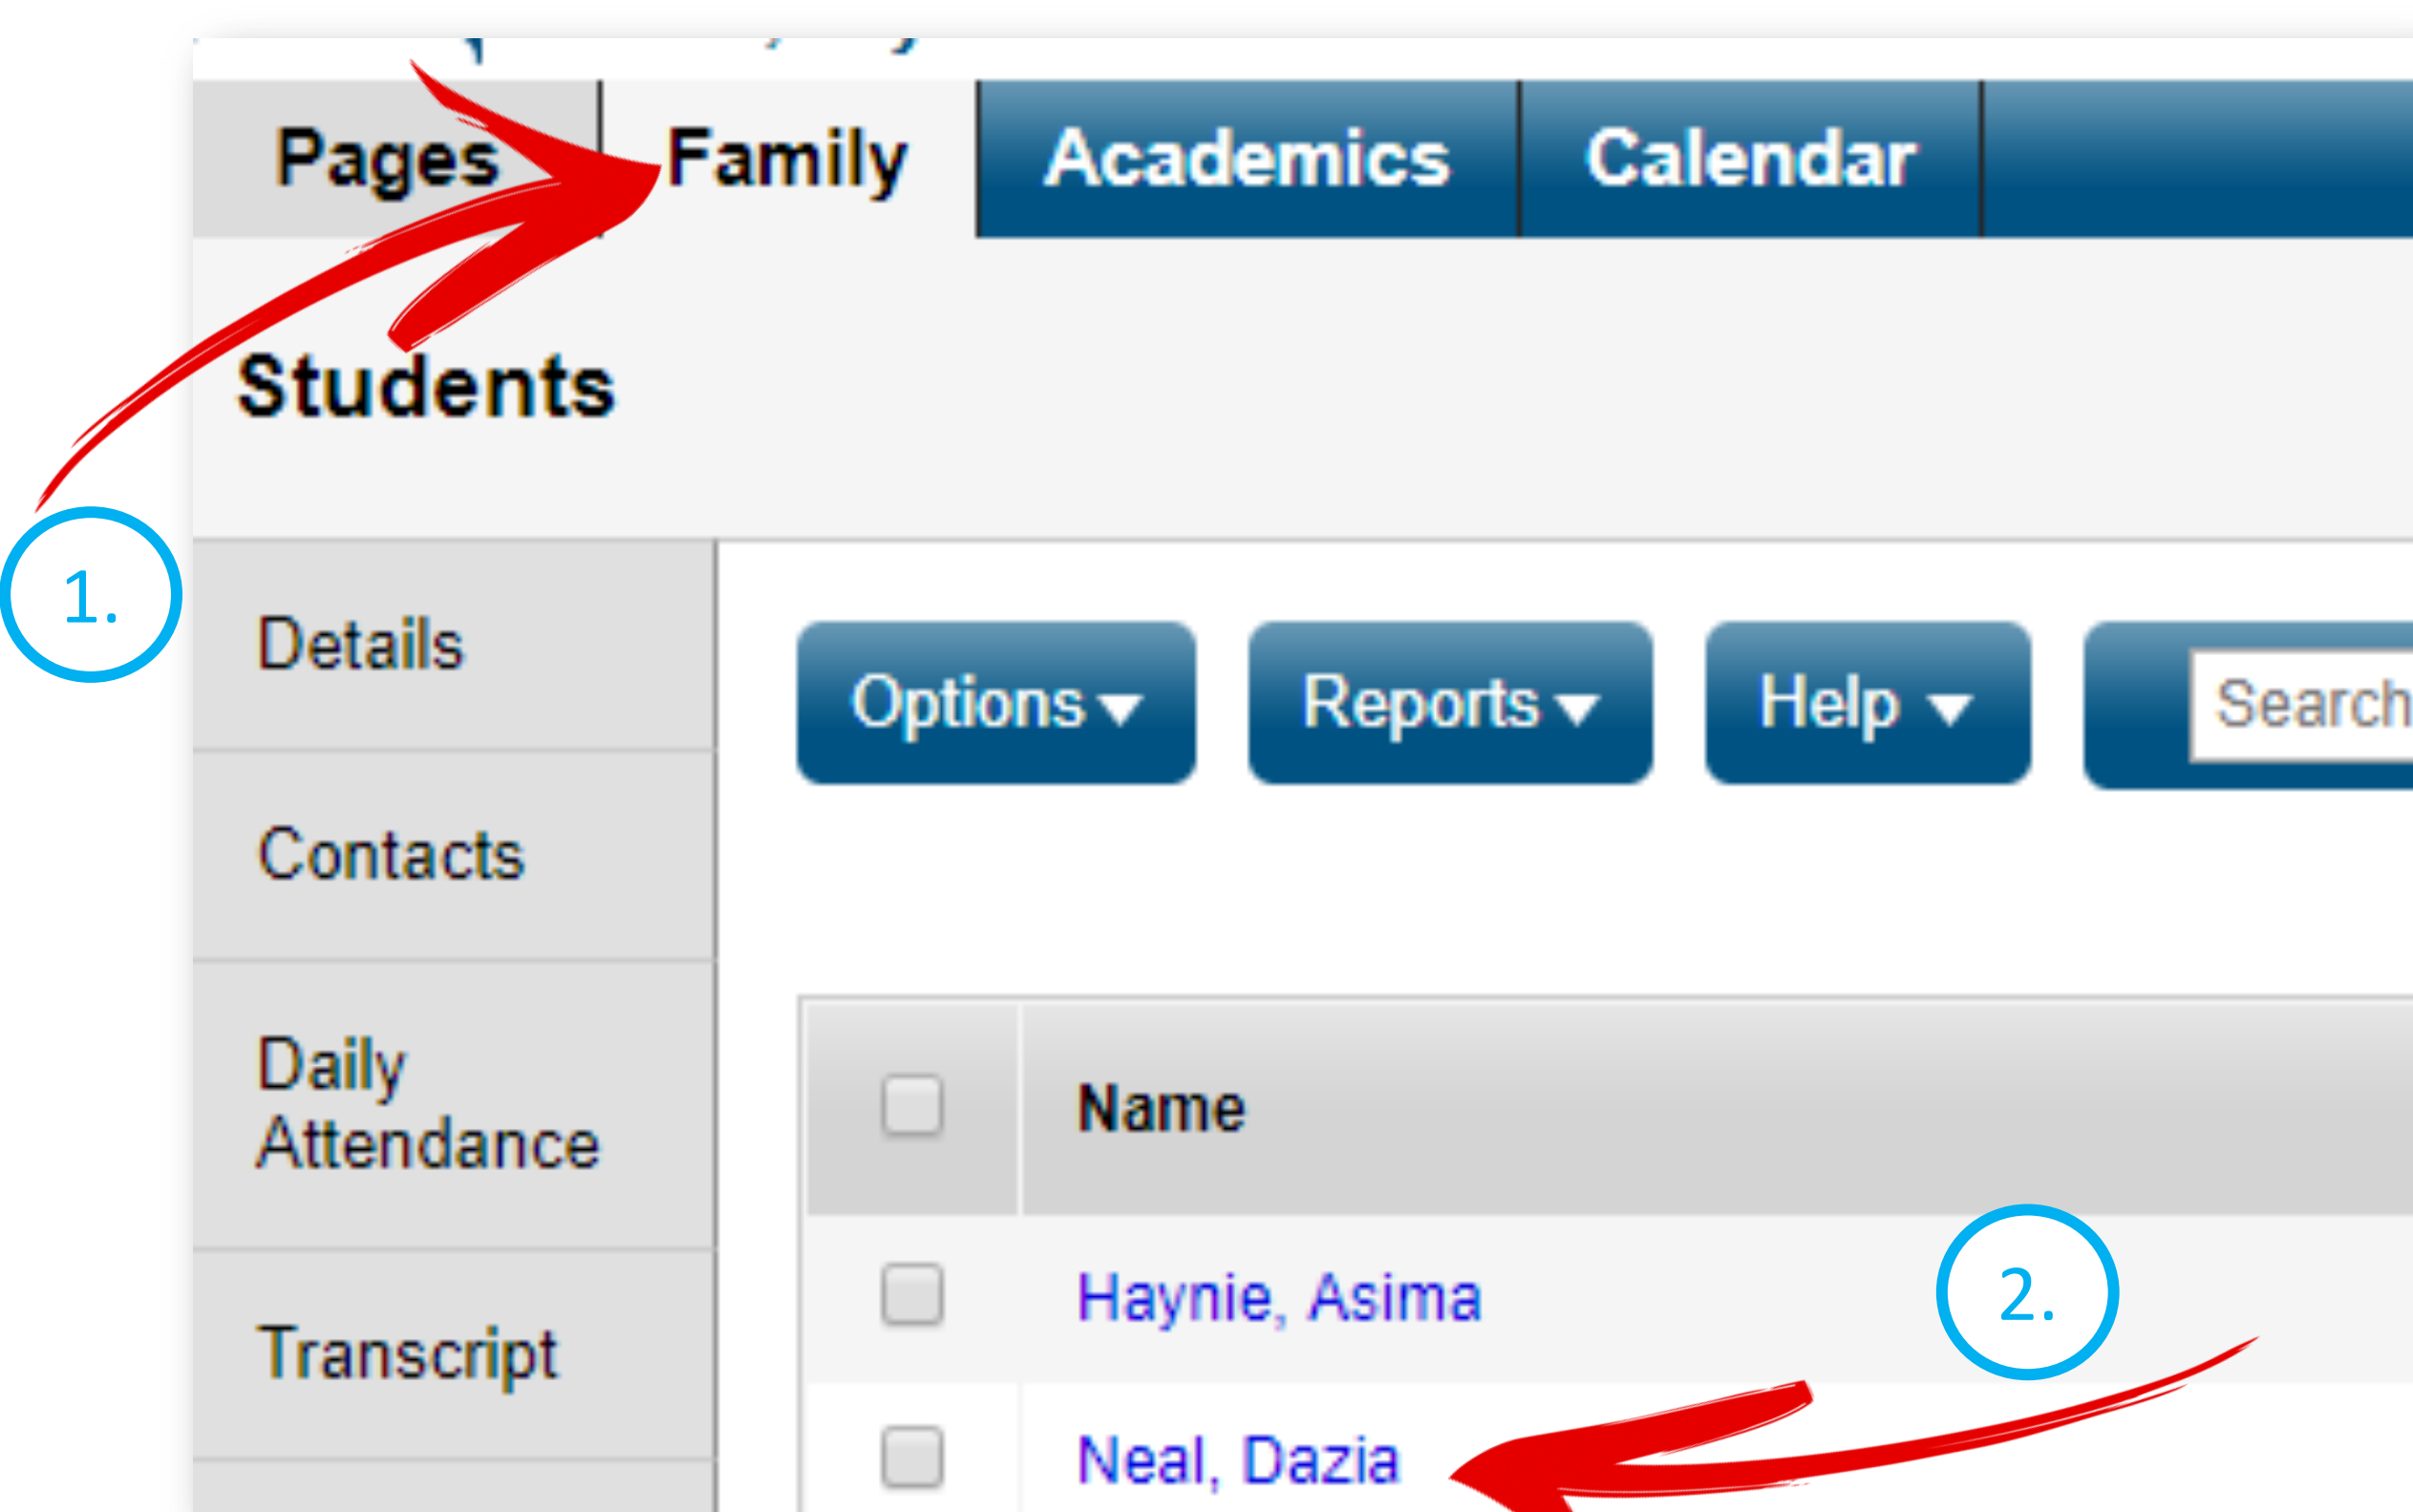 Pages Family Academics Calendar
Students
1.
Details
Options Reports Help Search
Contacts
Daily
Attendance
Name
Haynie, Asima
2.
Transcript
Neal, Dazia